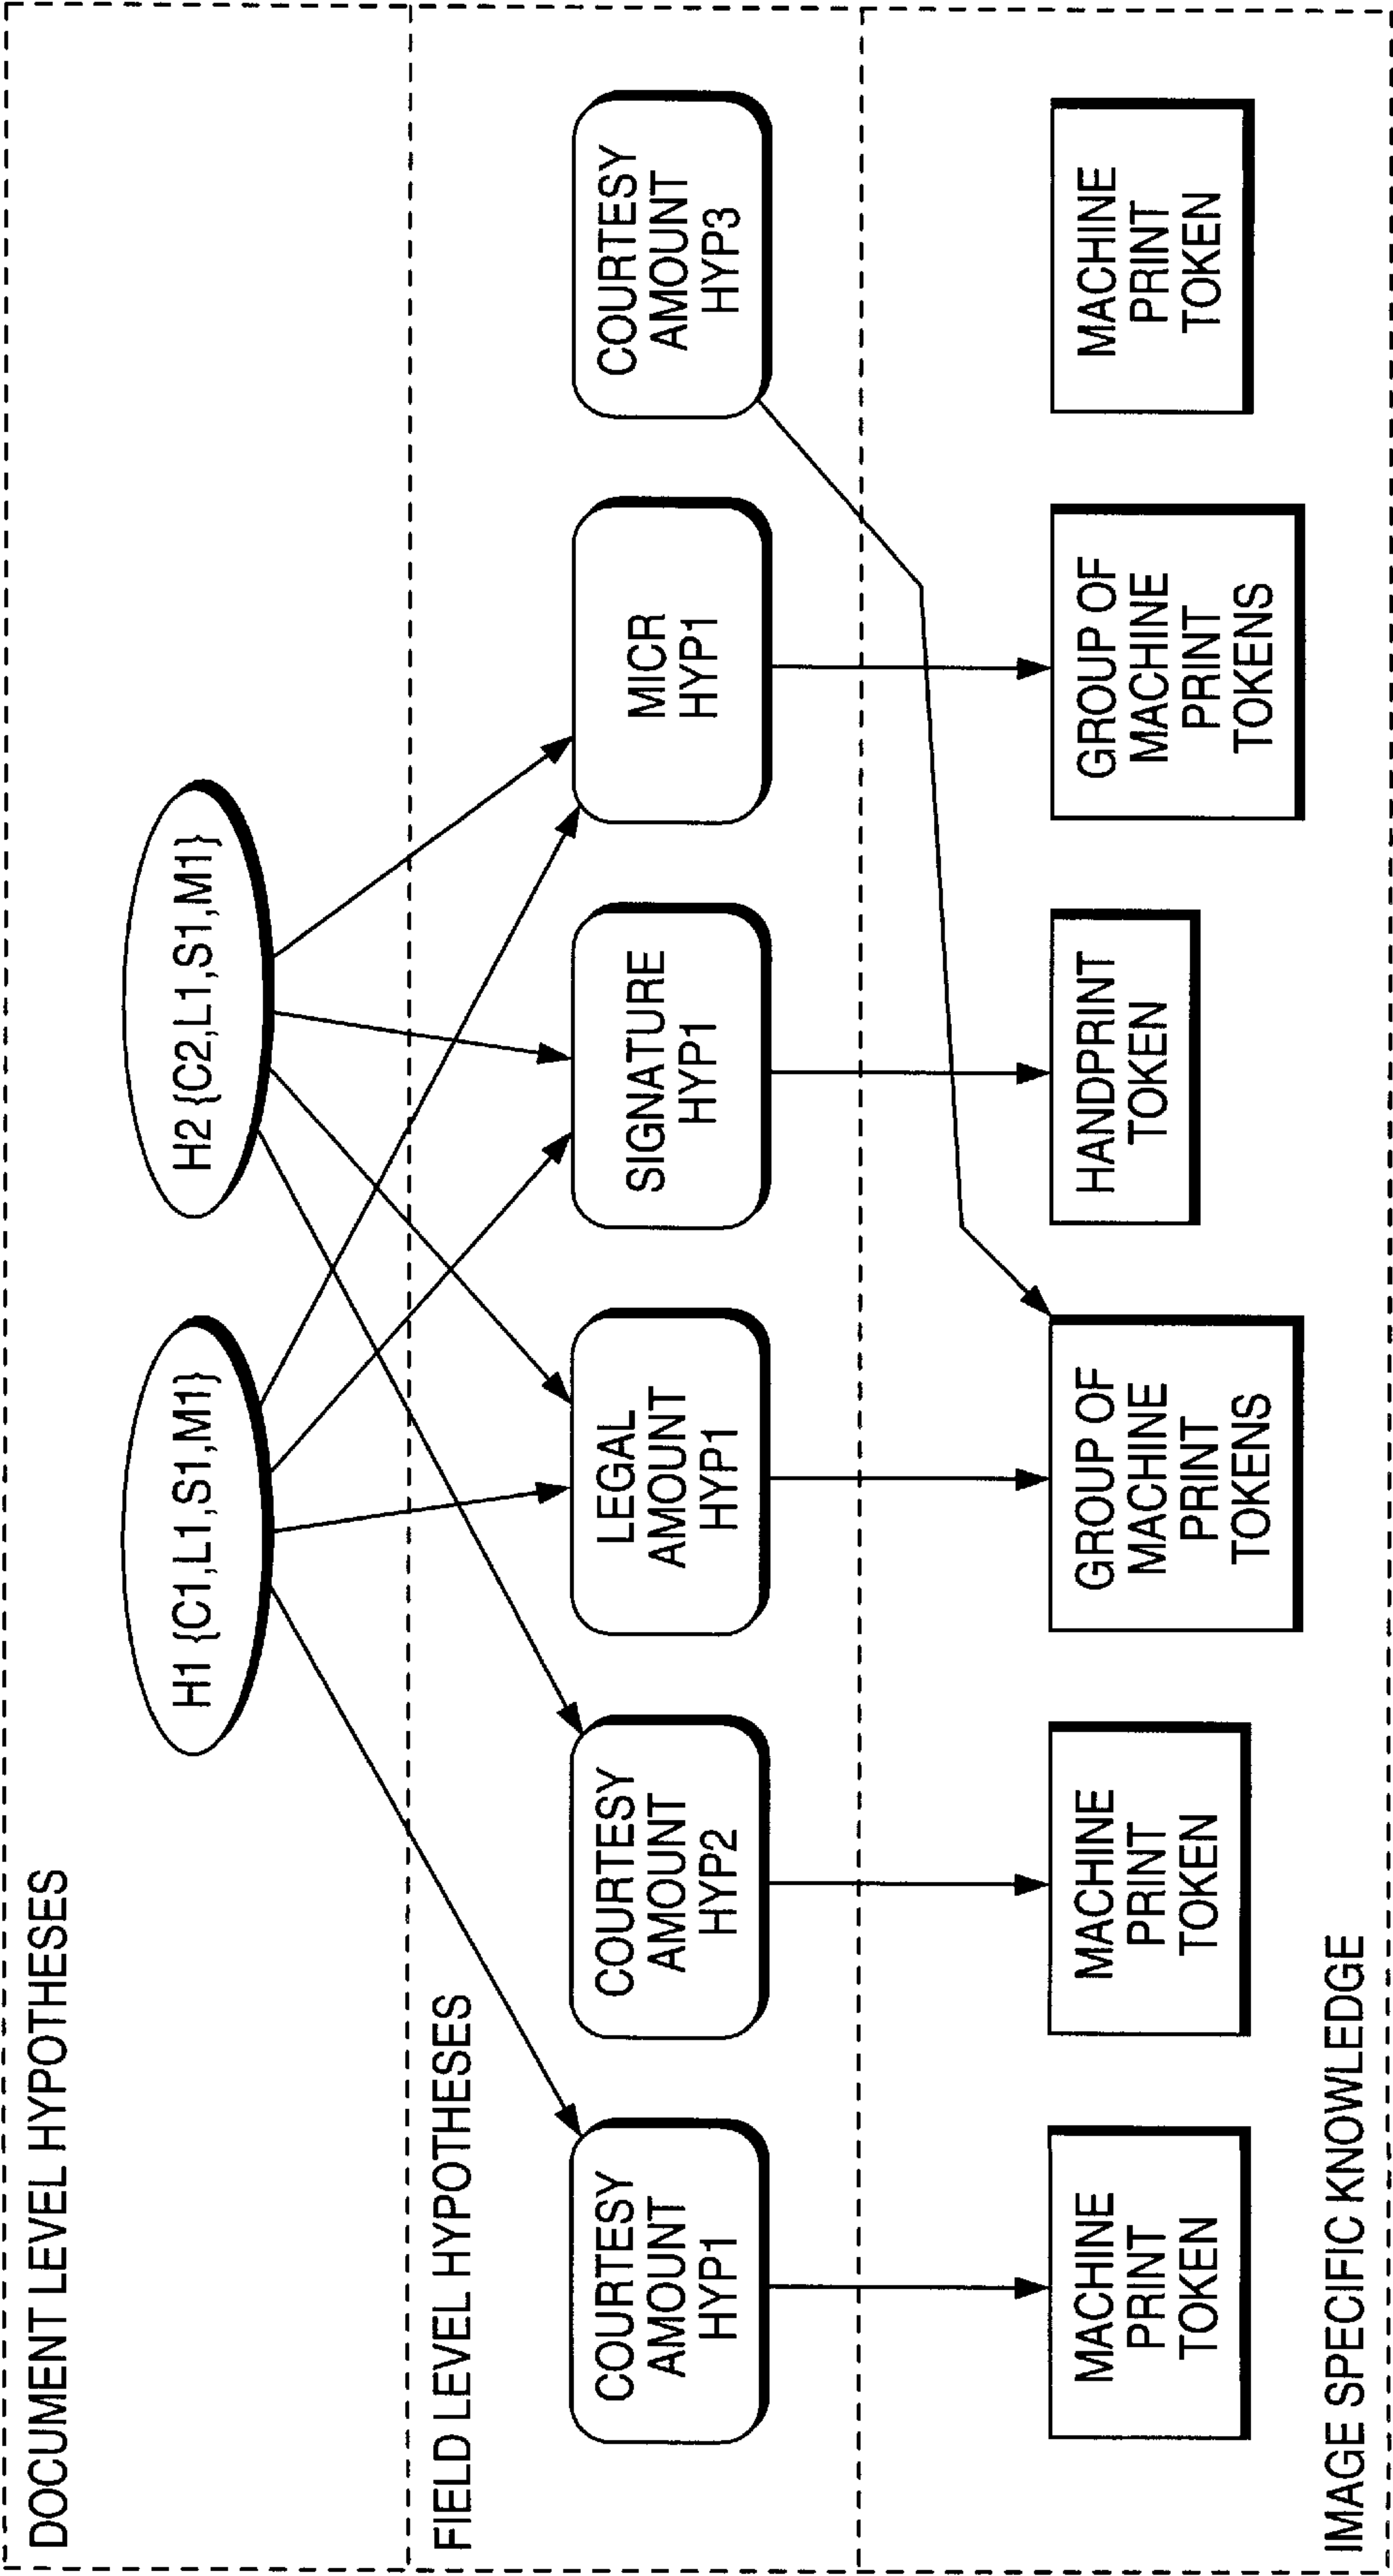 DOCUMENT LEVEL HYPOTHESES
H1 {C1,L1,S1,M1}
H2 {C2,L1,S1,M1}
FIELD LEVEL HYPOTHESES
COURTESY
AMOUNT
HYP1
COURTESY
AMOUNT
HYP2
LEGAL
AMOUNT
HYP1
SIGNATURE
HYP1
MICR
HYP1
COURTESY
AMOUNT
HYP3
MACHINE
PRINT
TOKEN
MACHINE
PRINT
TOKEN
GROUP OF
MACHINE
PRINT
TOKENS
HANDPRINT
TOKEN
GROUP OF
MACHINE
PRINT
TOKENS
MACHINE
PRINT
TOKEN
IMAGE SPECIFIC KNOWLEDGE